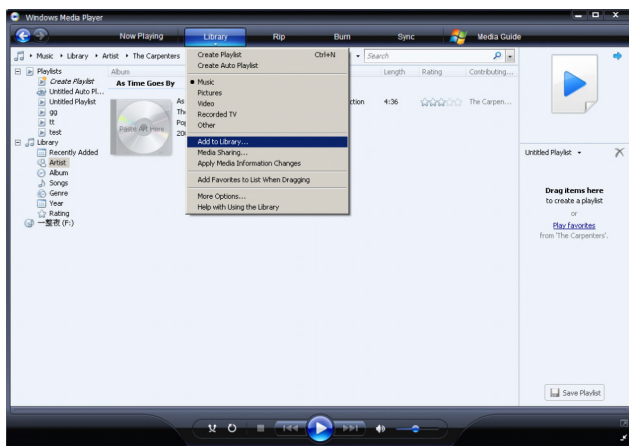 Windows Media Player
Now Playing Library Rip Burn Sync Media Guide
Music Library Artist The Carpenters
Search
Create Playlist Ctrl+N
Create Auto Playlist
Music
Pictures
Video
Recorded TV
Other
Add to Library...
Media Sharing...
Apply Media Information Changes
Add Favorites to List When Dragging
More Options...
Help with Using the Library
Playlists
Create Playlist
Untitled Auto Pl...
Untitled Playlist
gg
tt
test
Library
Recently Added
Artist
Album
Songs
Genre
Year
Rating
一整夜 (F:)
Album
Length Rating Contributing...
As Time Goes By
Paste Art Here
As
Th
Po
20
ction 4:36 The Carpen...
Untitled Playlist
Drag items here
to create a playlist
or
Play favorites
from 'The Carpenters'.
Save Playlist